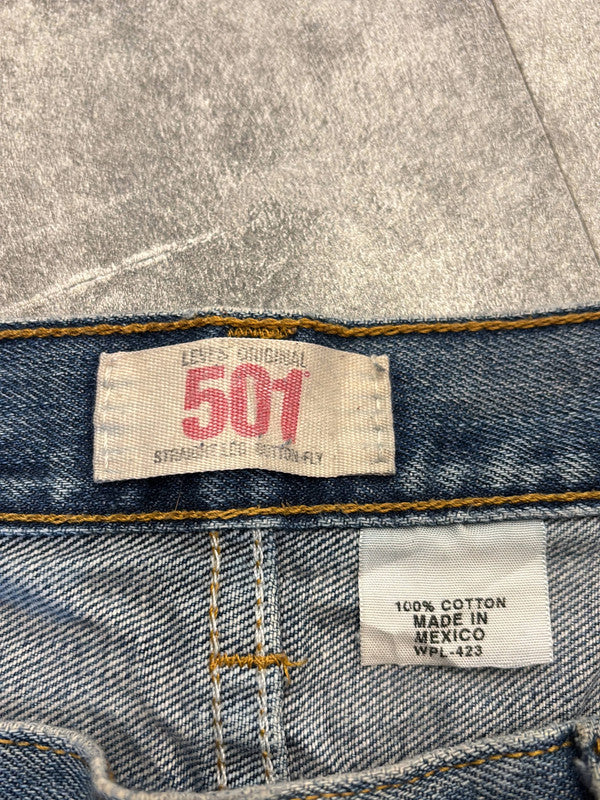 LEVI'S ORIGINAL
501
STRAIGHT LEG BUTTON FLY
100% COTTON
MADE IN
MEXICO
WPL-423